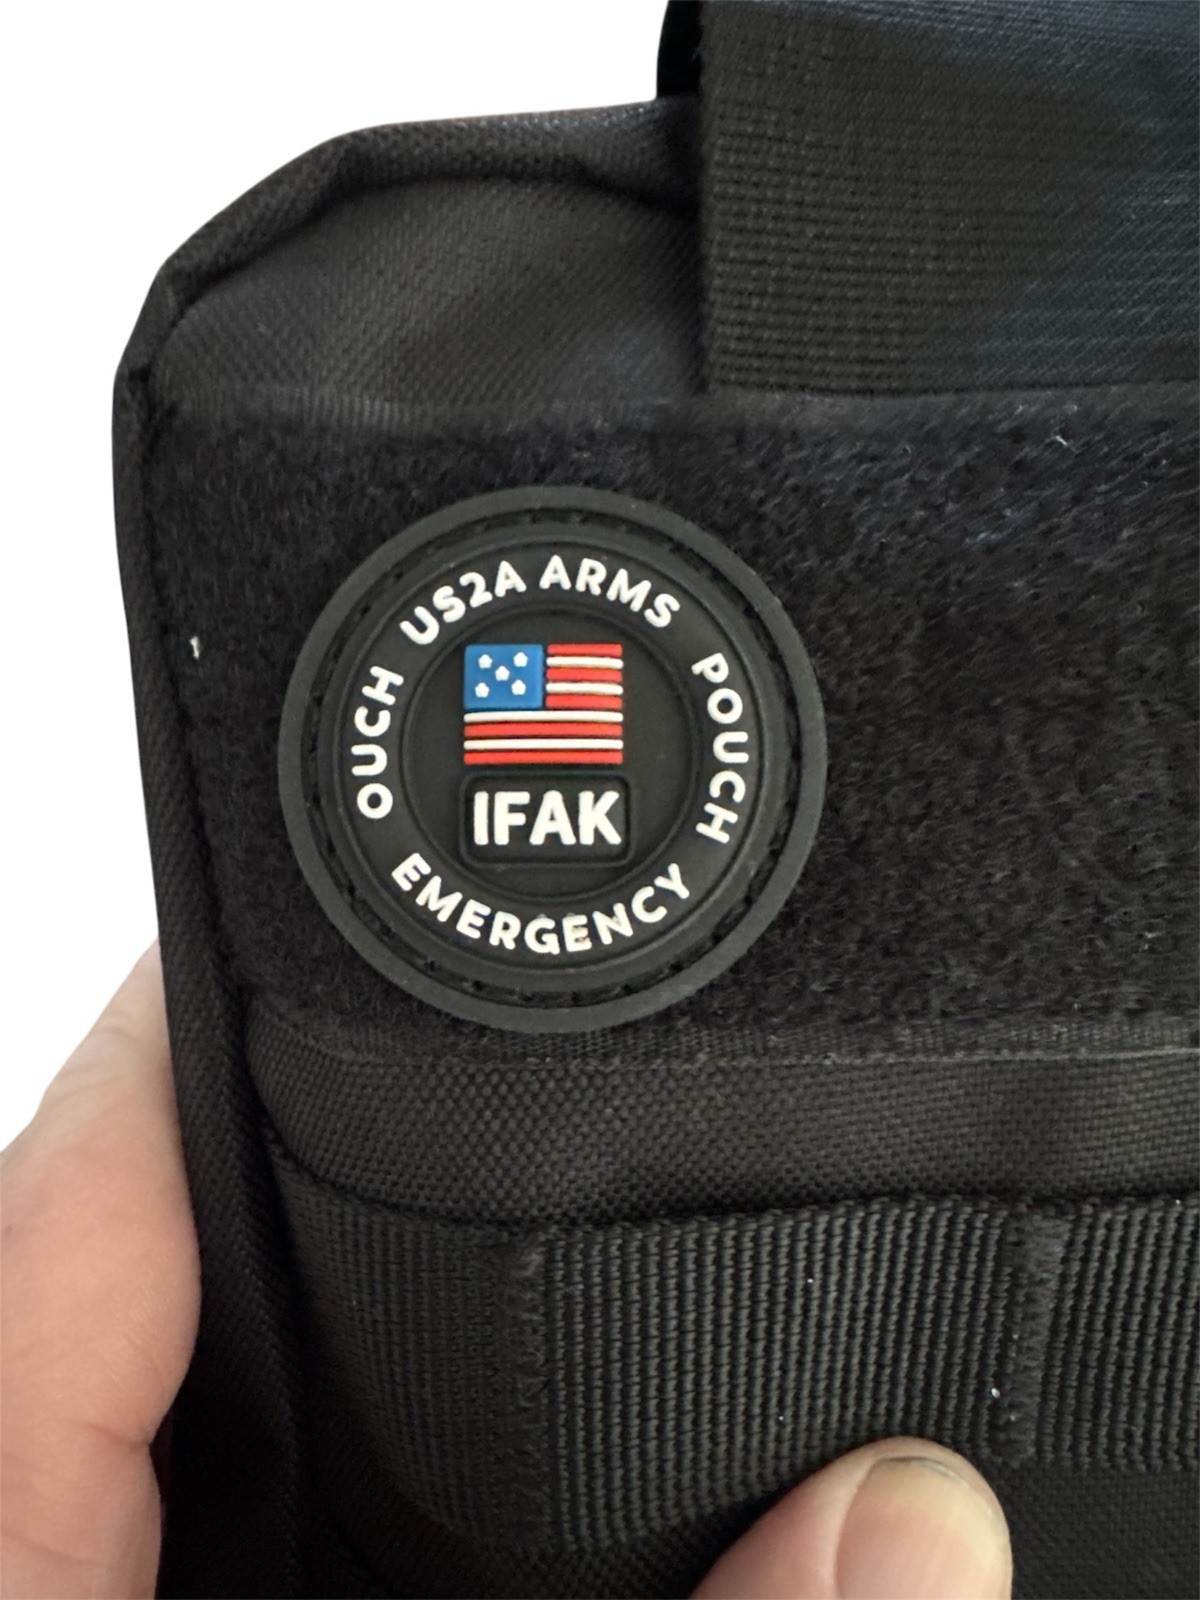 US2A ARMS
OUCH
POUCH
IFAK
EMERGENCY